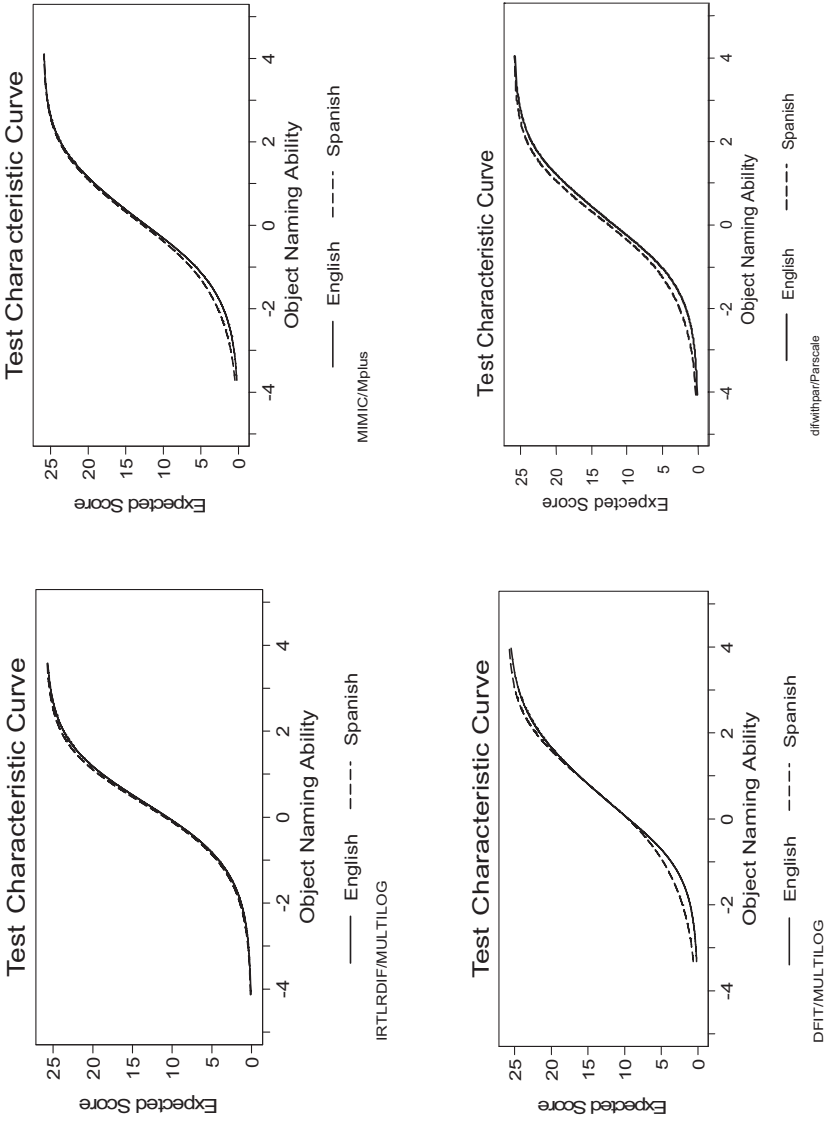 Test Characteristic Curve
Expected Score
25
20
15
10
5
0
-4 -2 0 2 4
Object Naming Ability
English Spanish
IRTLRDIF/MULTILOG
Test Chara cteristic Curve
Expected Score
25
20
15
10
5
0
-4 -2 0 2 4
Object Naming Ability
English Spanish
MIMIC/Mplus
Test Characteristic Curve
Expected Score
25
20
15
10
5
0
-4 -2 0 2 4
Object Naming Ability
English Spanish
DFIT/MULTILOG
Test Characteristic Curve
Expected Score
25
20
15
10
5
0
-4 -2 0 2 4
Object Naming Ability
English Spanish
difwithpar/Parscale